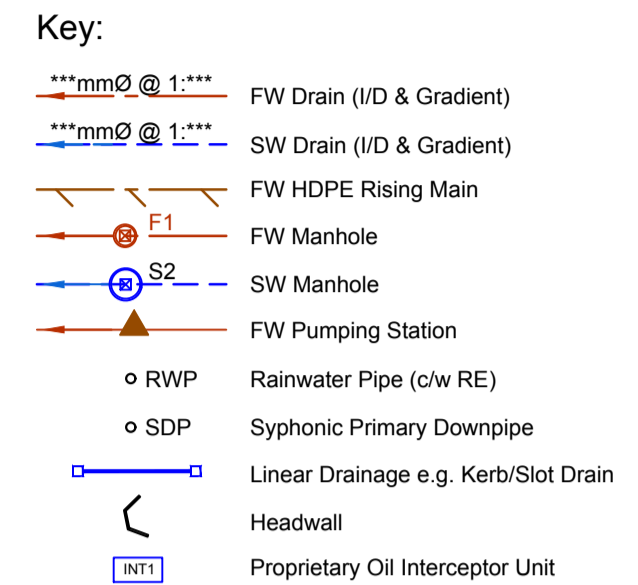 Key:
***mmØ @ 1:*** FW Drain (I/D & Gradient)
***mmØ @ 1:*** SW Drain (I/D & Gradient)
FW HDPE Rising Main
F1 FW Manhole
S2 SW Manhole
FW Pumping Station
RWP Rainwater Pipe (c/w RE)
SDP Syphonic Primary Downpipe
Linear Drainage e.g. Kerb/Slot Drain
Headwall
INT1 Proprietary Oil Interceptor Unit